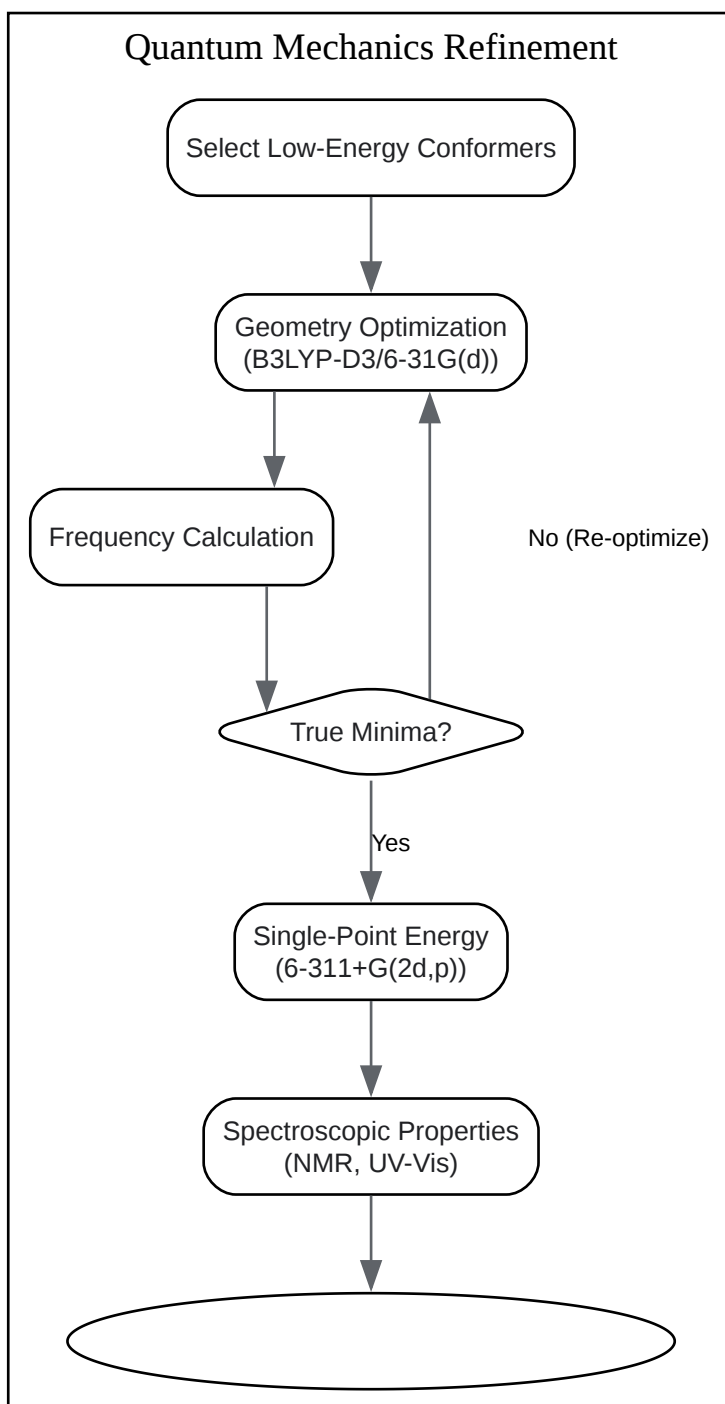 Quantum Mechanics Refinement
Select Low-Energy Conformers
Geometry Optimization
(B3LYP-D3/6-31G(d))
Frequency Calculation
No (Re-optimize)
True Minima?
Yes
Single-Point Energy
(6-311+G(2d,p))
Spectroscopic Properties
(NMR, UV-Vis)